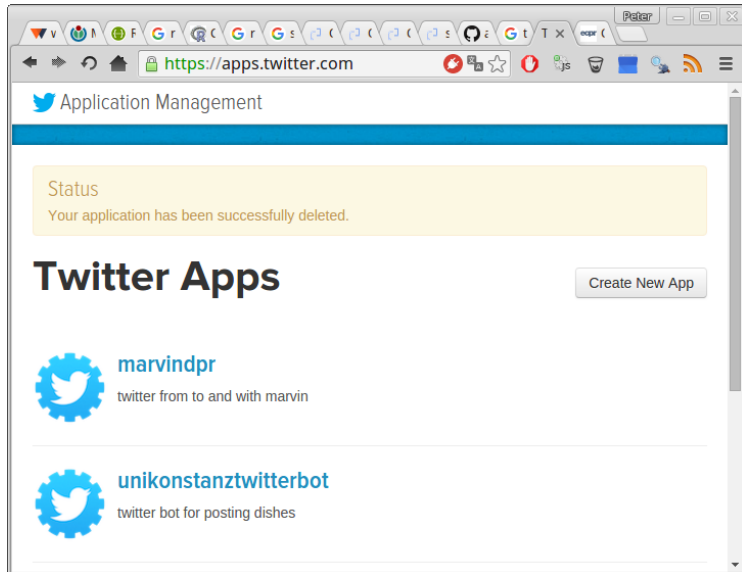 Peter
https://apps.twitter.com
Application Management
Status
Your application has been successfully deleted.
Twitter Apps
Create New App
marvindpr
twitter from to and with marvin
unikonstanztwitterbot
twitter bot for posting dishes